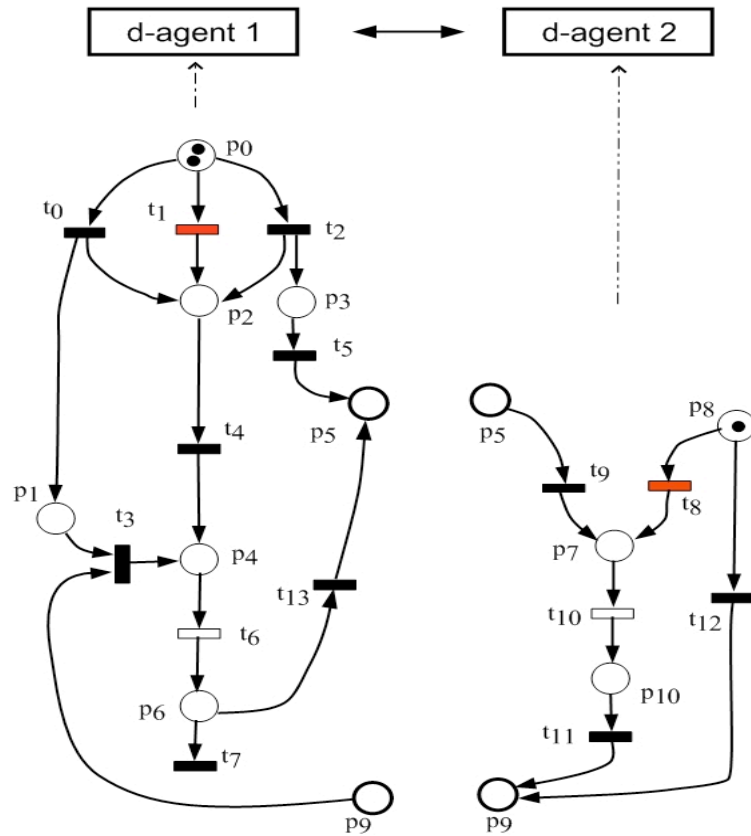 d-agent 1
d-agent 2
p0
t0
t1
t2
p2
p3
t5
p5
t4
p1
t3
p4
t13
t6
p6
t7
p9
p5
p8
t9
t8
p7
t10
t12
p10
t11
p9